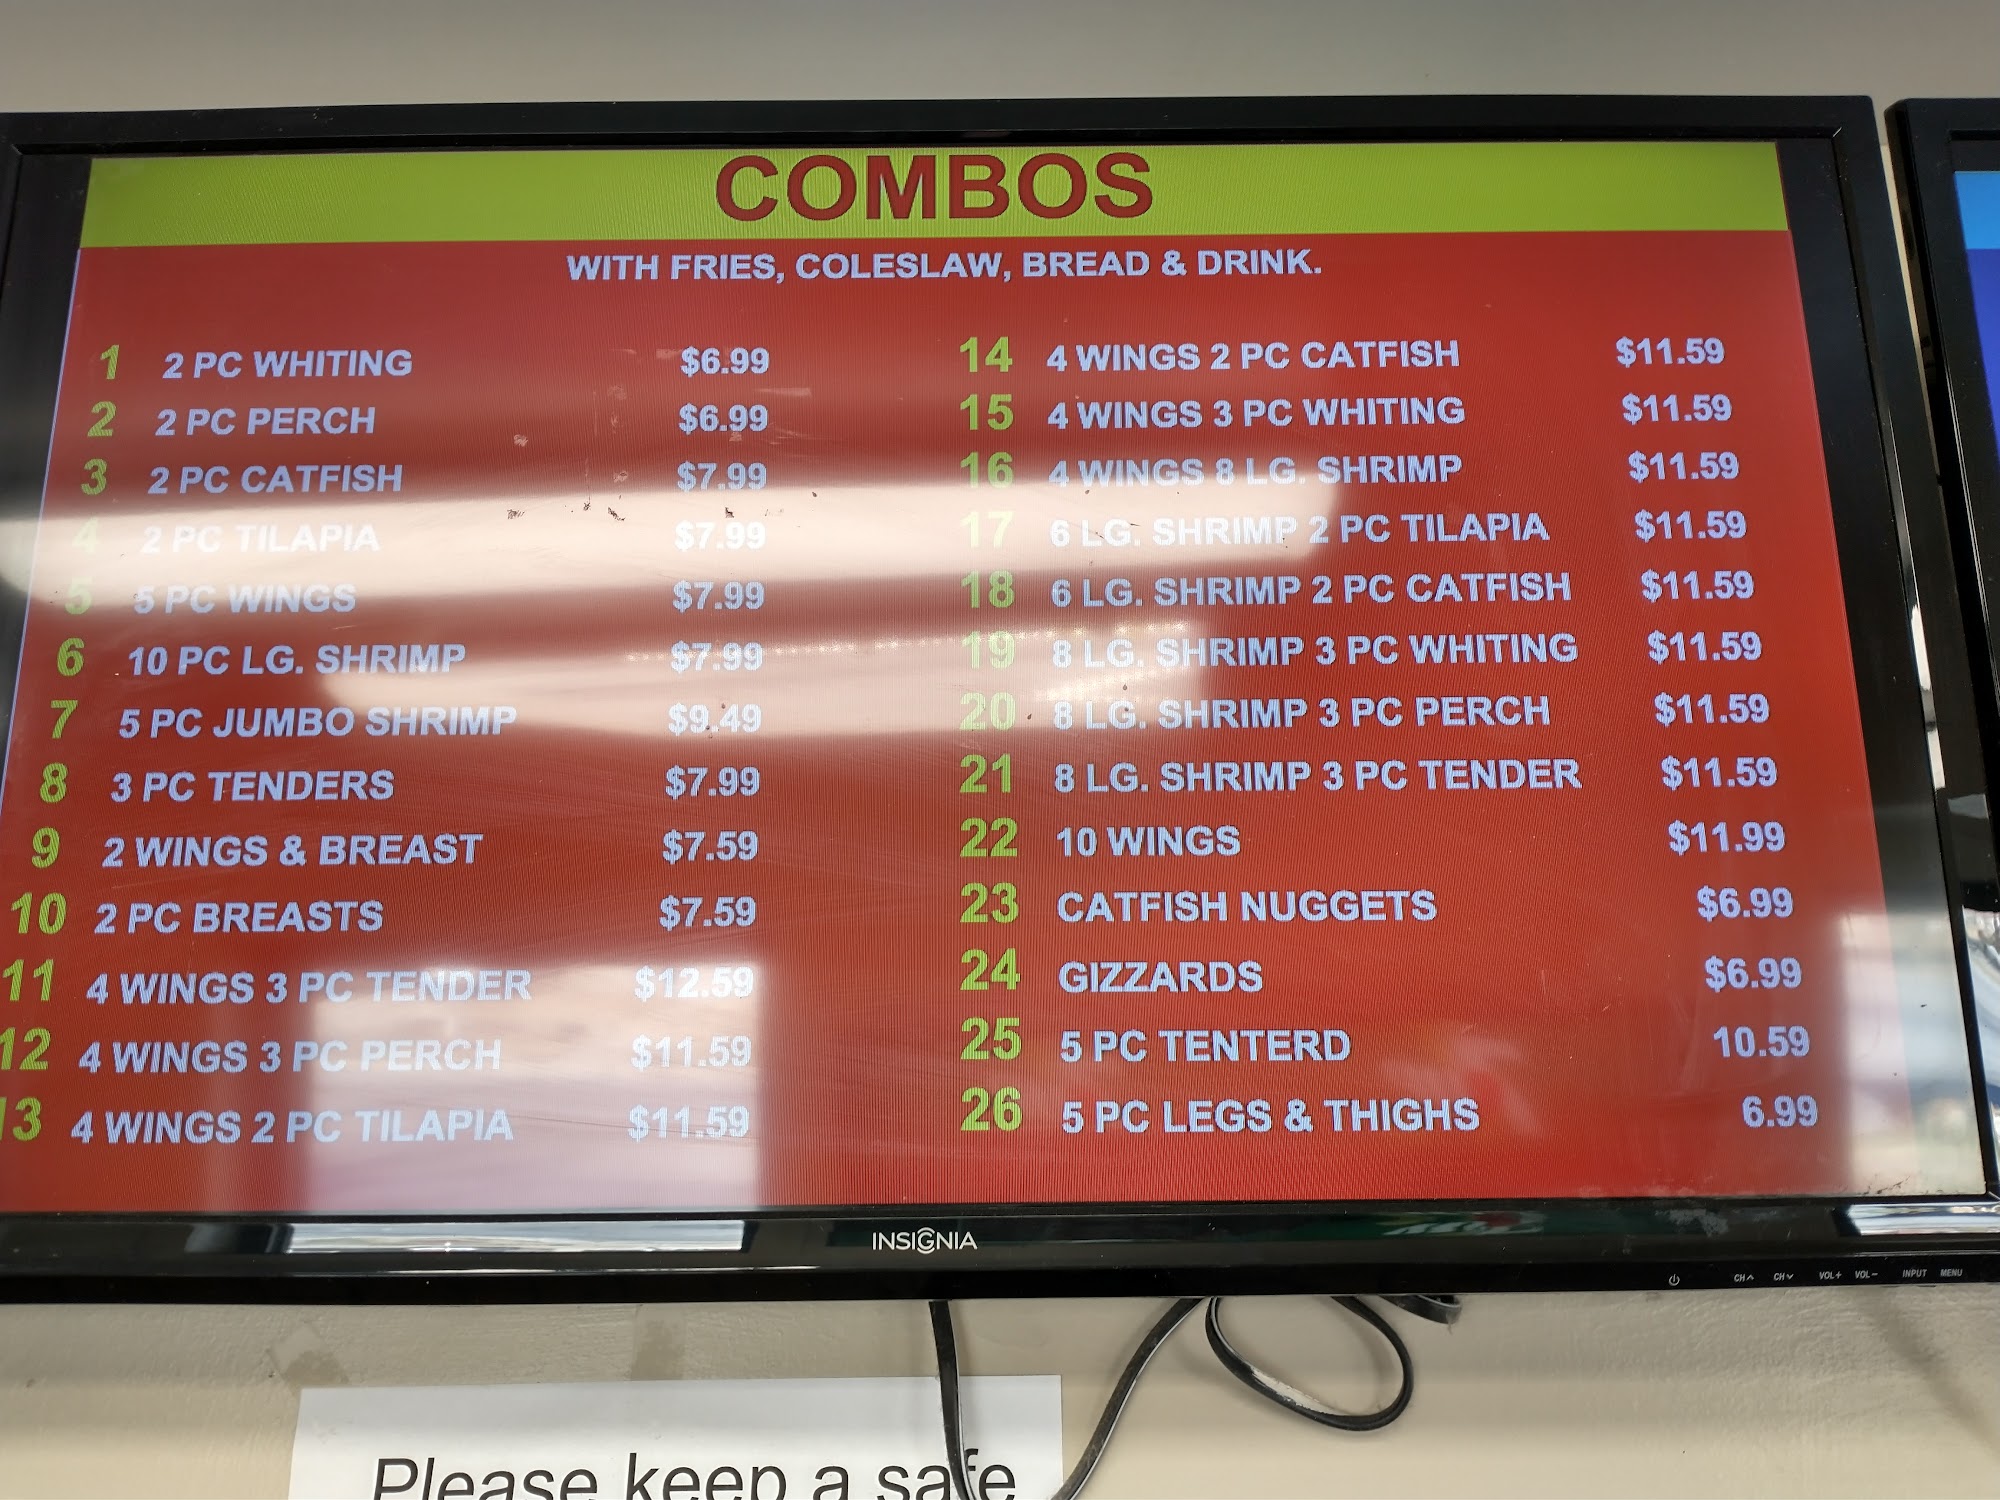 COMBOS
WITH FRIES, COLESLAW, BREAD & DRINK.
1 2 PC WHITING $6.99
2 2 PC PERCH $6.99
3 2 PC CATFISH $7.99
4 2 PC TILAPIA $7.99
5 5 PC WINGS $7.99
6 10 PC LG. SHRIMP $7.99
7 5 PC JUMBO SHRIMP $9.49
8 3 PC TENDERS $7.99
9 2 WINGS & BREAST $7.59
10 2 PC BREASTS $7.59
11 4 WINGS 3 PC TENDER $12.59
12 4 WINGS 3 PC PERCH $11.59
13 4 WINGS 2 PC TILAPIA $11.59
14 4 WINGS 2 PC CATFISH $11.59
15 4 WINGS 3 PC WHITING $11.59
16 4 WINGS 8 LG. SHRIMP $11.59
17 6 LG. SHRIMP 2 PC TILAPIA $11.59
18 6 LG. SHRIMP 2 PC CATFISH $11.59
19 8 LG. SHRIMP 3 PC WHITING $11.59
20 8 LG. SHRIMP 3 PC PERCH $11.59
21 8 LG. SHRIMP 3 PC TENDER $11.59
22 10 WINGS $11.99
23 CATFISH NUGGETS $6.99
24 GIZZARDS $6.99
25 5 PC TENTERD 10.59
26 5 PC LEGS & THIGHS 6.99
INSIGNIA
CH CH VOL+ VOL- INPUT MENU
Please keep a safe